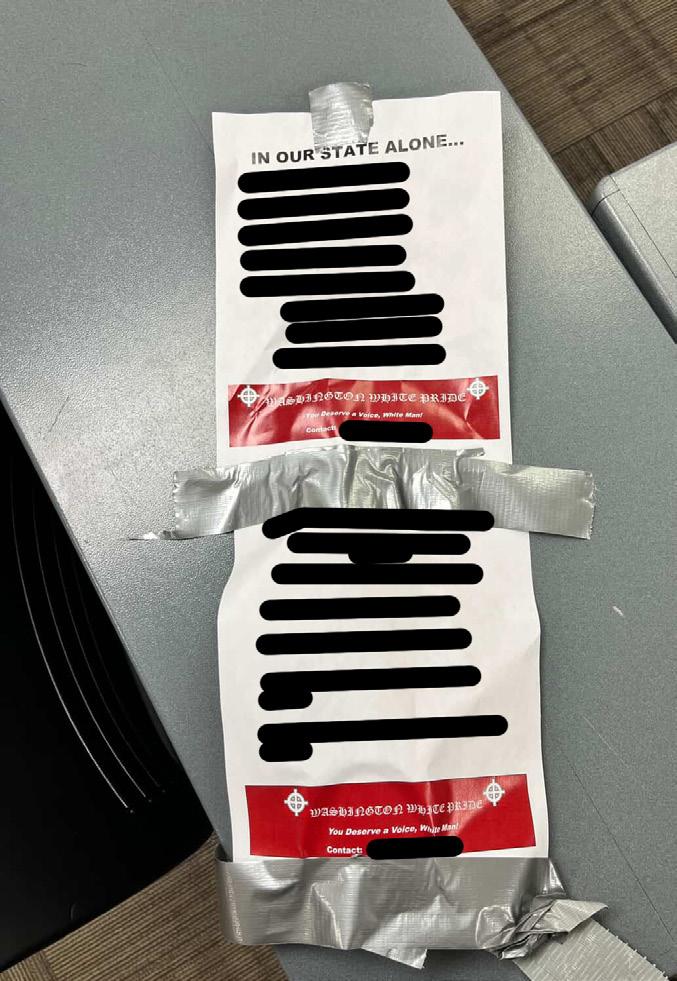 IN OUR STATE ALONE...
WASHINGTON WHITE PRIDE
You Deserve a Voice, White Man!
Contact:
WASHINGTON WHITE PRIDE
You Deserve a Voice, White Man!
Contact: